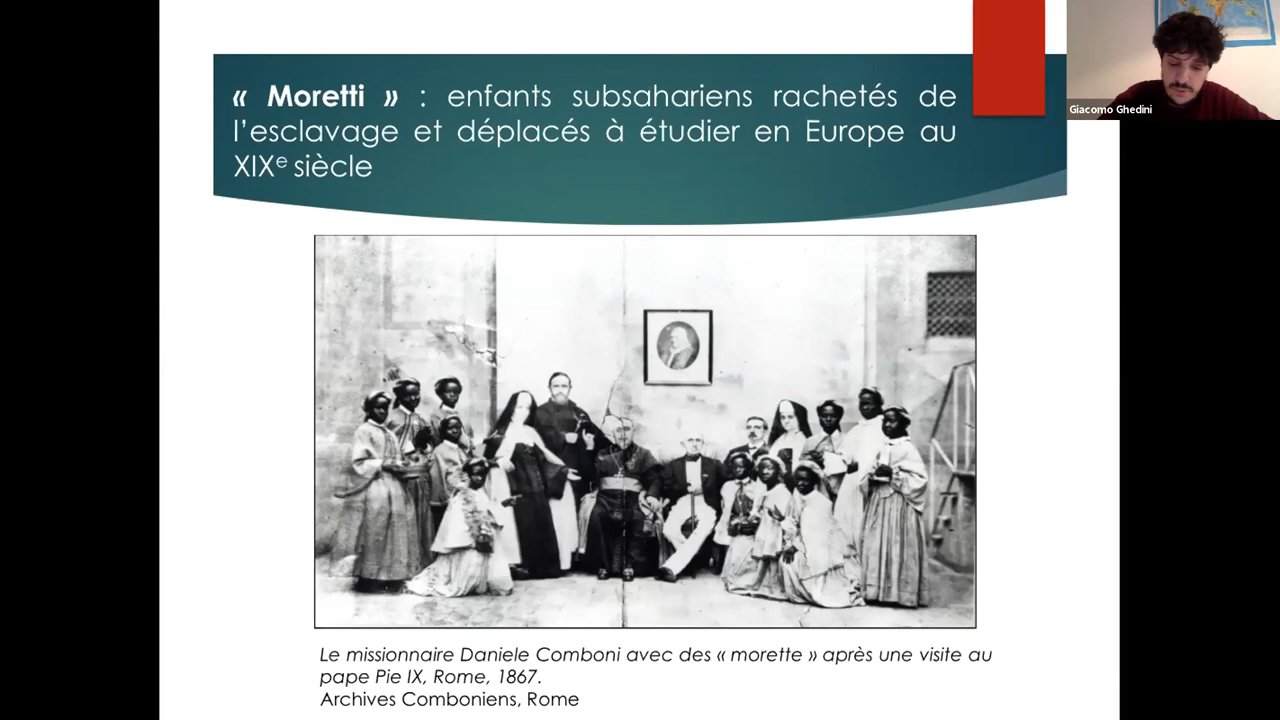 « Moretti » : enfants subsahariens rachetés de
l’esclavage et déplacés à étudier en Europe au
XIXe siècle
Giacomo Ghedini
Le missionnaire Daniele Comboni avec des « morette » après une visite au
pape Pie IX, Rome, 1867.
Archives Comboniens, Rome